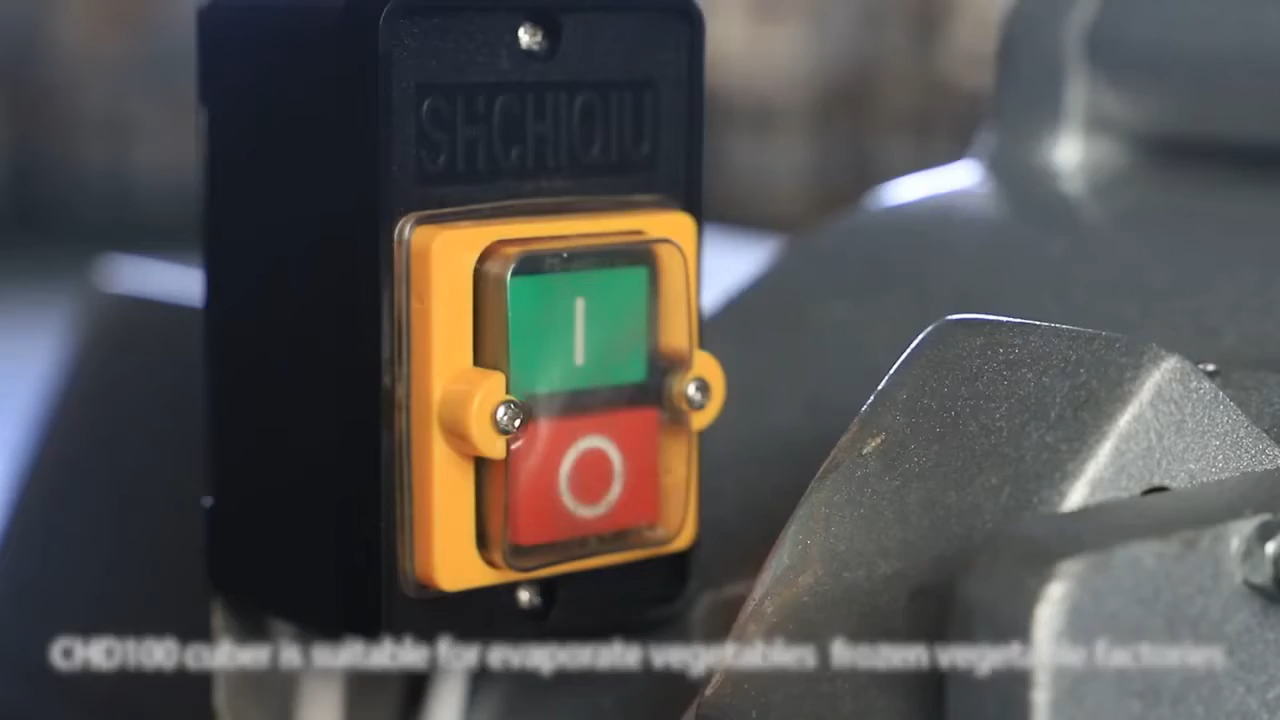 SHCHIQIU
I
O
CHD100 cuber is suitable for evaporate vegetables frozen vegetable factories